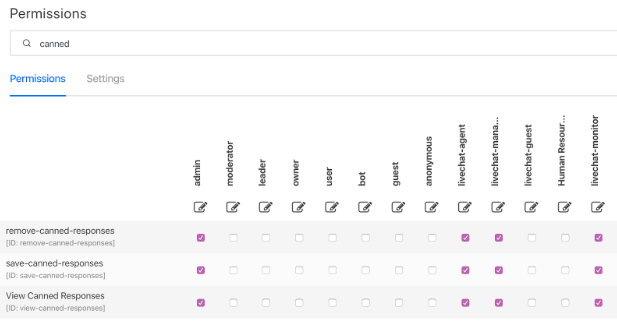 Permissions
canned
Permissions Settings
admin
moderator
leader
owner
user
bot
guest
anonymous
livechat-agent
livechat-mana...
livechat-guest
Human Resour...
livechat-monitor
remove-canned-responses
[ID: remove-canned-responses]
save-canned-responses
[ID: save-canned-responses]
View Canned Responses
[ID: view-canned-responses]